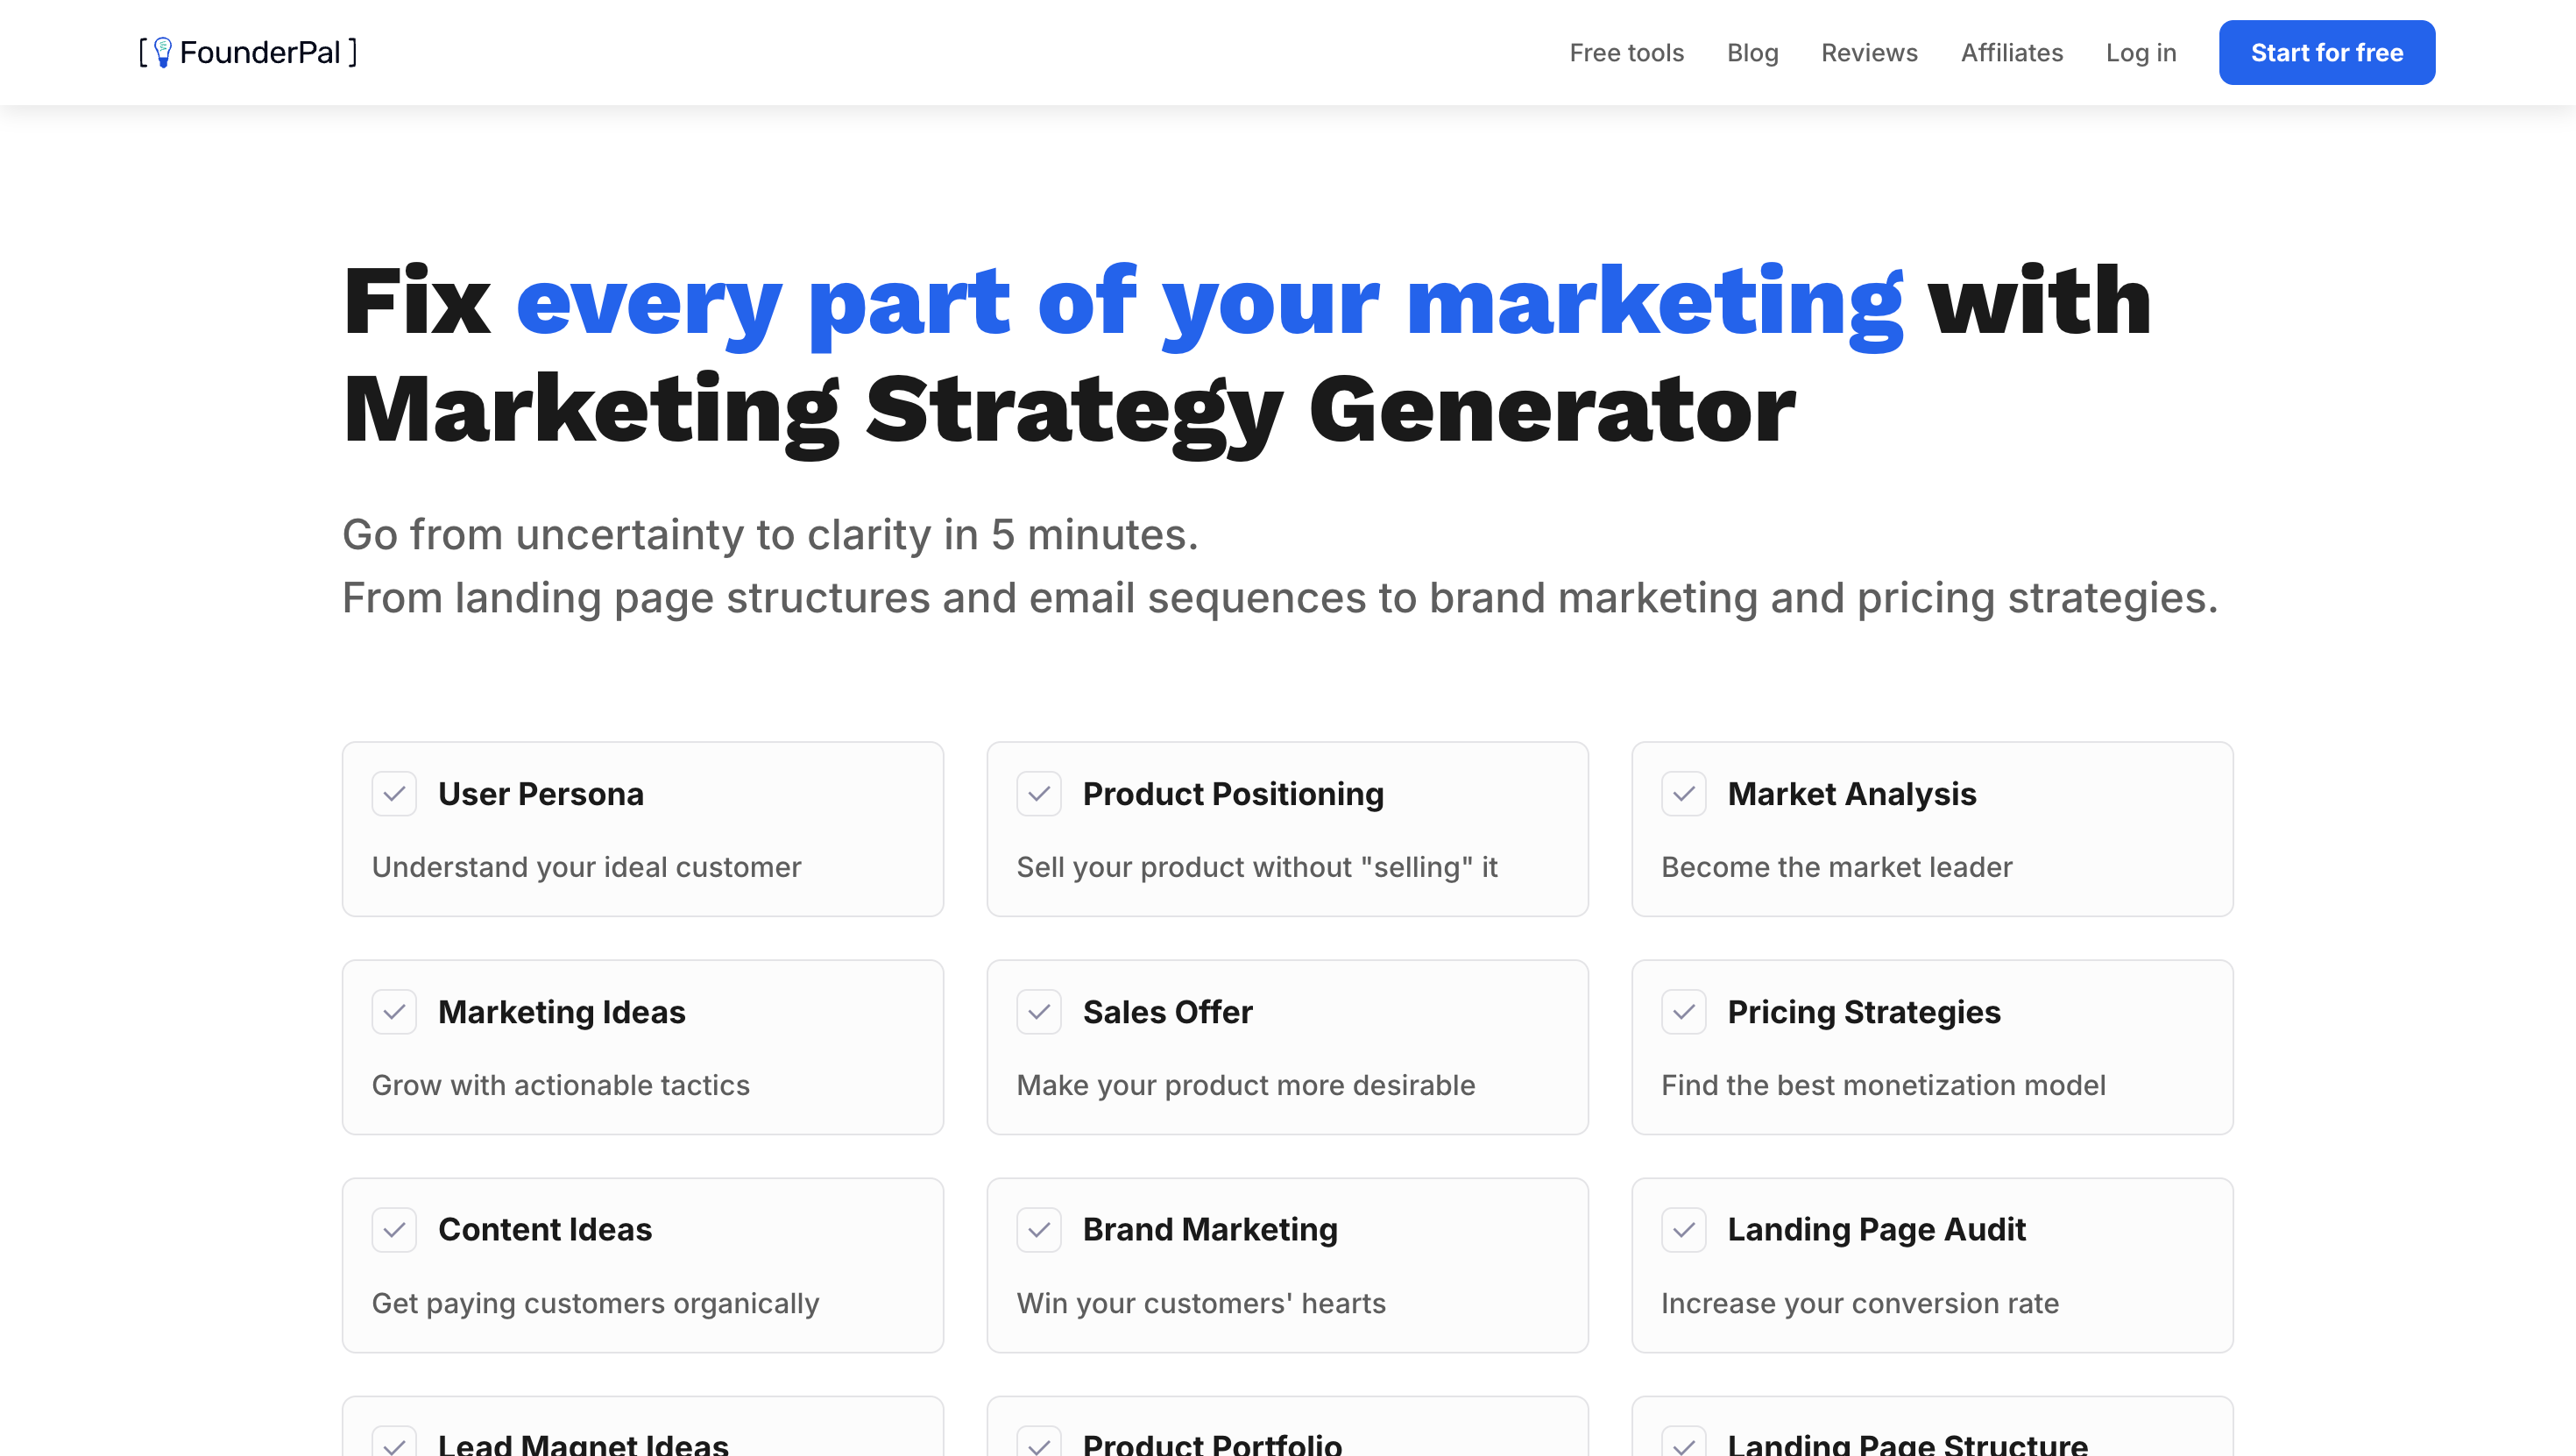 [ FounderPal ]
Free tools
Blog
Reviews
Affiliates
Log in
Start for free
Fix every part of your marketing with
Marketing Strategy Generator
Go from uncertainty to clarity in 5 minutes.
From landing page structures and email sequences to brand marketing and pricing strategies.
User Persona
Understand your ideal customer
Product Positioning
Sell your product without "selling" it
Market Analysis
Become the market leader
Marketing Ideas
Grow with actionable tactics
Sales Offer
Make your product more desirable
Pricing Strategies
Find the best monetization model
Content Ideas
Get paying customers organically
Brand Marketing
Win your customers' hearts
Landing Page Audit
Increase your conversion rate
Lead Magnet Ideas
Product Portfolio
Landing Page Structure